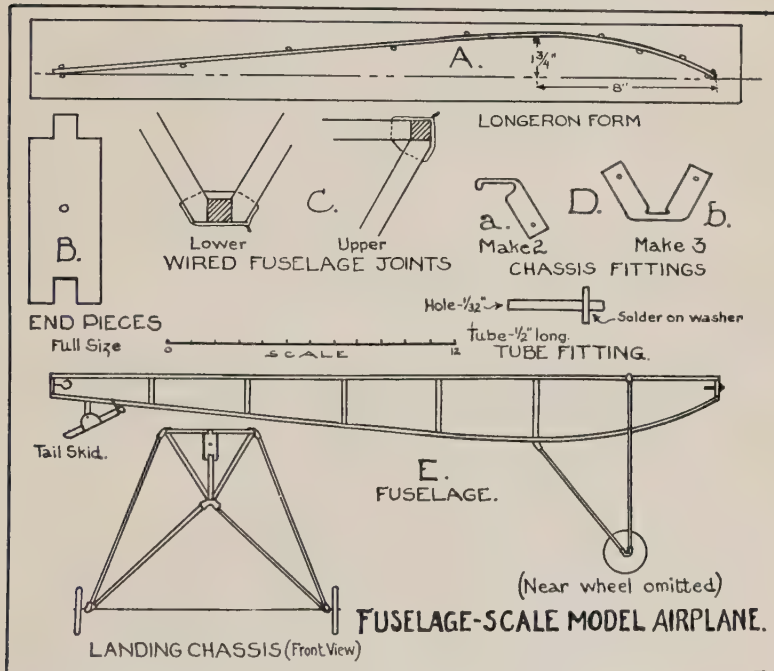 A.
1 3/4"
8"
LONGERON FORM
B.
C.
Lower
Upper
WIRED FUSELAGE JOINTS
a.
D.
b.
Make 2
Make 3
CHASSIS FITTINGS
END PIECES
Full Size
Hole-1/32"
Solder on washer
Tube-1/2" long.
TUBE FITTING.
0
SCALE
12
Tail Skid.
E.
FUSELAGE.
(Near wheel omitted)
FUSELAGE-SCALE MODEL AIRPLANE.
LANDING CHASSIS (Front View)